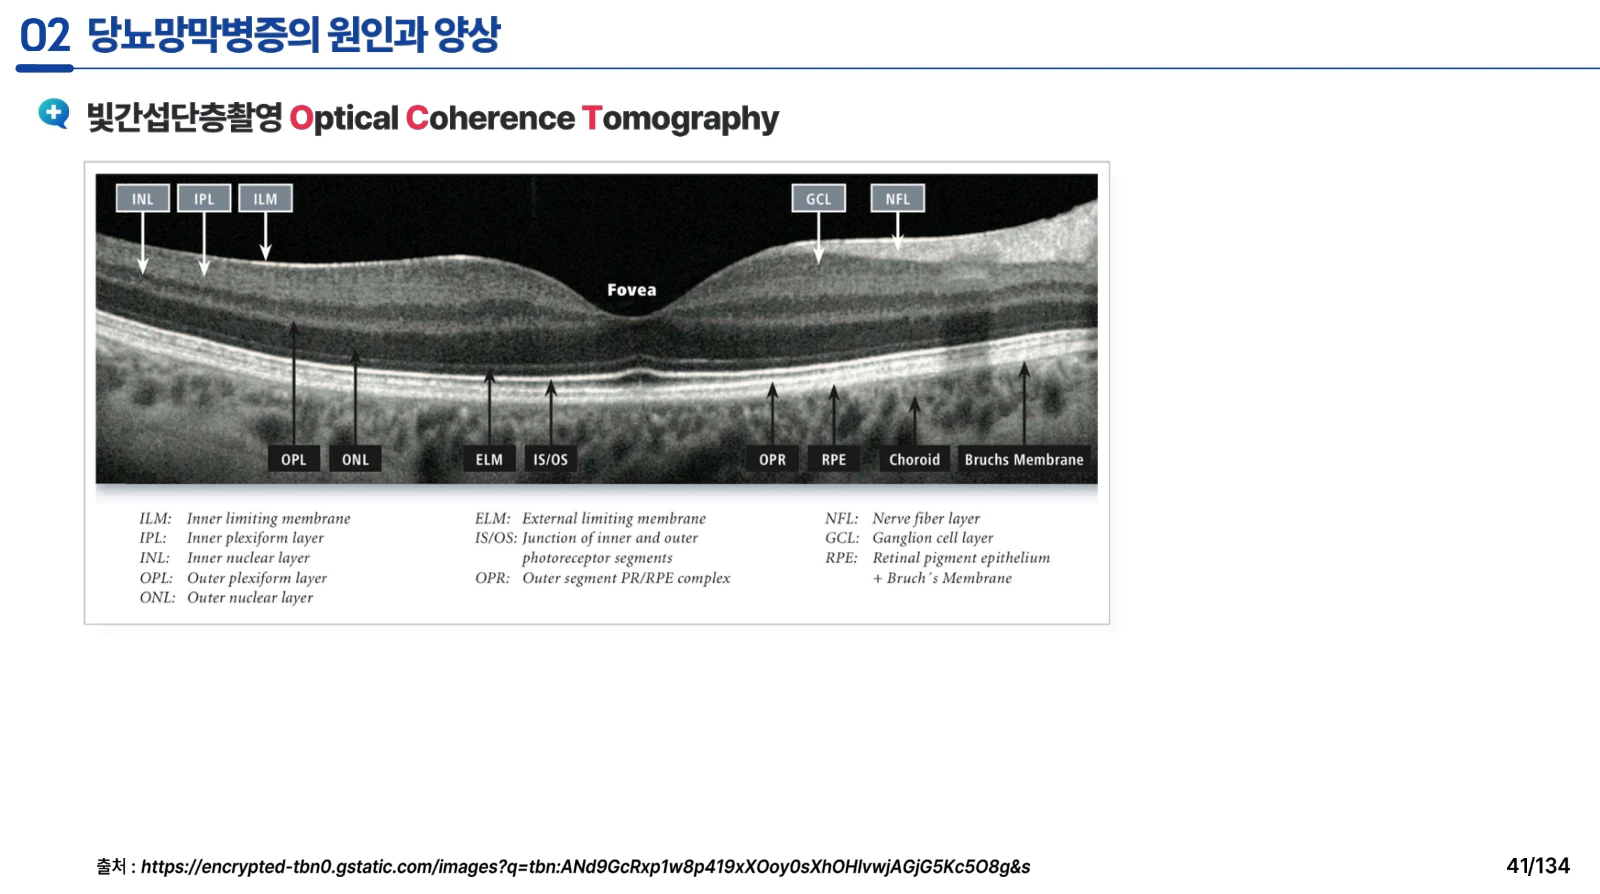 02 당뇨망막병증의 원인과 양상
빛간섭단층촬영 Optical Coherence Tomography
INL IPL ILM GCL NFL
Fovea
OPL ONL ELM IS/OS OPR RPE Choroid Bruchs Membrane
ILM: Inner limiting membrane
IPL: Inner plexiform layer
INL: Inner nuclear layer
OPL: Outer plexiform layer
ONL: Outer nuclear layer
ELM: External limiting membrane
IS/OS: Junction of inner and outer
photoreceptor segments
OPR: Outer segment PR/RPE complex
NFL: Nerve fiber layer
GCL: Ganglion cell layer
RPE: Retinal pigment epithelium
+ Bruch´s Membrane
출처 : https://encrypted-tbn0.gstatic.com/images?q=tbn:ANd9GcRxp1w8p419xXOoy0sXhOHlvwjAGjG5Kc5O8g&s
41/134